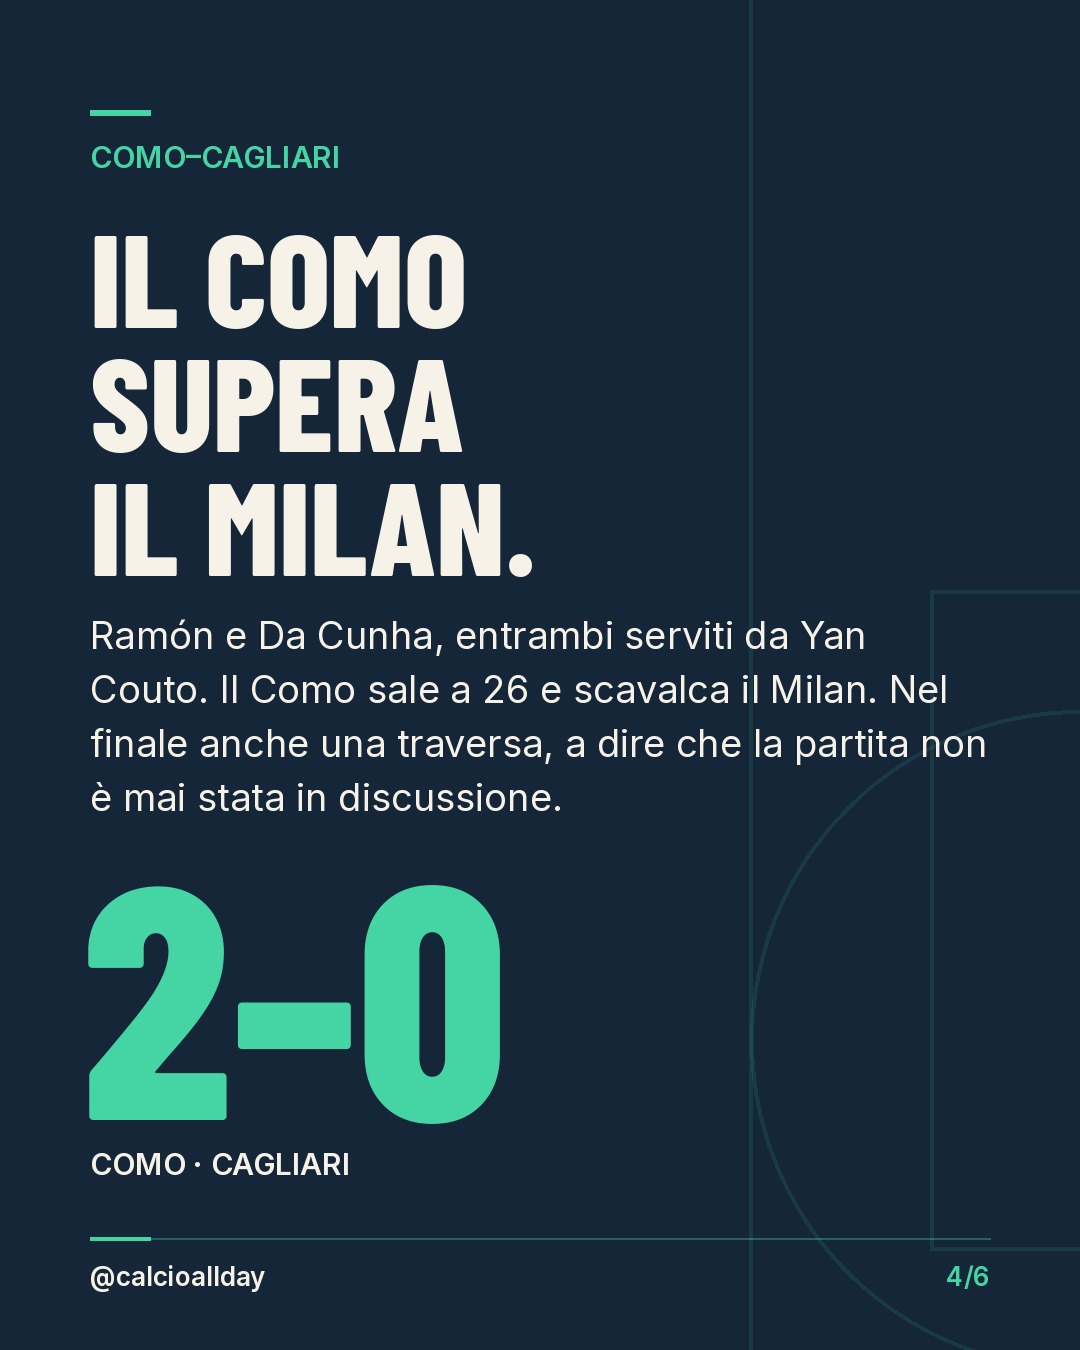 COMO–CAGLIARI
IL COMO
SUPERA
IL MILAN.
Ramón e Da Cunha, entrambi serviti da Yan
Couto. Il Como sale a 26 e scavalca il Milan. Nel
finale anche una traversa, a dire che la partita non
è mai stata in discussione.
2–0
COMO · CAGLIARI
@calcioallday
4/6